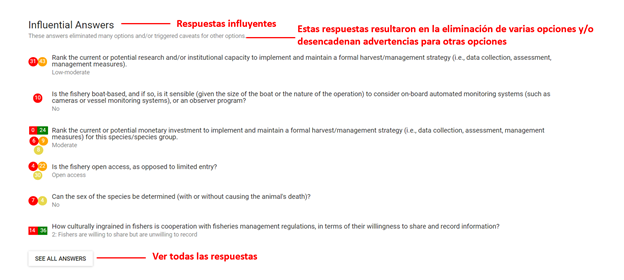 Influential Answers
Respuestas influyentes
These answers eliminated many options and/or triggered caveats for other options
Estas respuestas resultaron en la eliminación de varias opciones y/o
desencadenan advertencias para otras opciones
31 43
Rank the current or potential research and/or institutional capacity to implement and maintain a formal harvest/management strategy (i.e., data collection, assessment,
management measures).
Low-moderate
10
Is the fishery boat-based, and if so, is it sensible (given the size of the boat or the nature of the operation) to consider on-board automated monitoring systems (such as
cameras or vessel monitoring systems), or an observer program?
No
24
Rank the current or potential monetary investment to implement and maintain a formal harvest/management strategy (i.e., data collection, assessment, management
measures) for this species/species group.
Moderate
4
Is the fishery open access, as opposed to limited entry?
Open access
7
Can the sex of the species be determined (with or without causing the animal's death)?
No
14 36
How culturally ingrained in fishers is cooperation with fisheries management regulations, in terms of their willingness to share and record information?
2: Fishers are willing to share but are unwilling to record
SEE ALL ANSWERS
Ver todas las respuestas